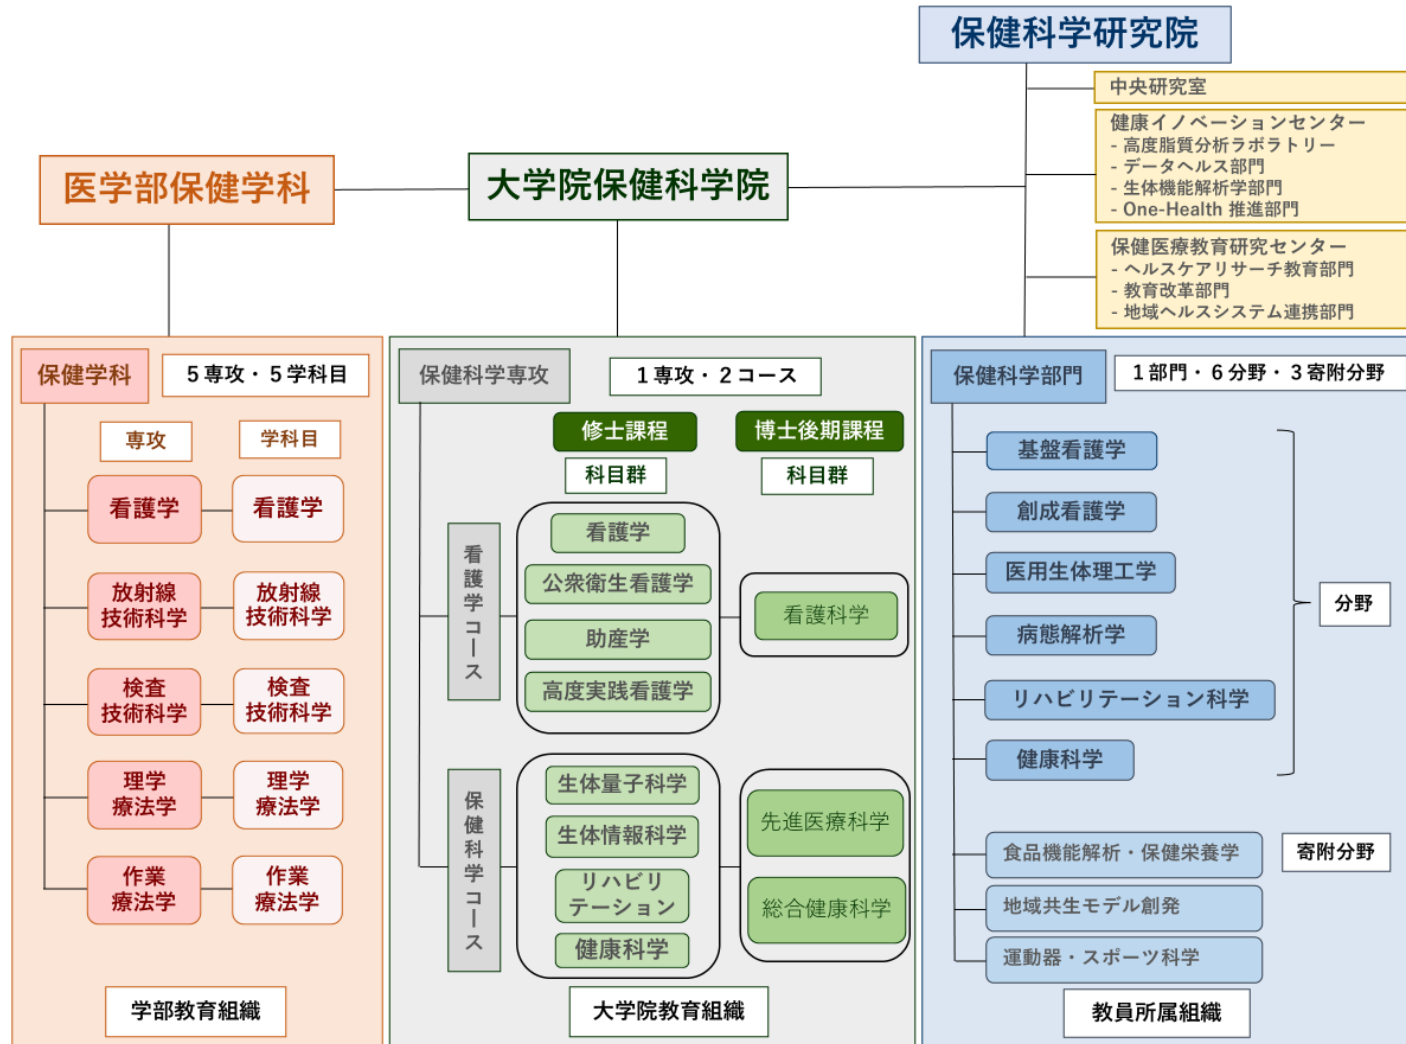 保健科学研究院
中央研究室
健康イノベーションセンター
- 高度脂質分析ラボラトリー
- データヘルス部門
- 生体機能解析学部門
- One-Health 推進部門
保健医療教育研究センター
- ヘルスケアリサーチ教育部門
- 教育改革部門
- 地域ヘルスシステム連携部門
医学部保健学科
大学院保健科学院
保健学科
5専攻・5学科目
専攻
学科目
看護学
看護学
放射線
技術科学
放射線
技術科学
検査
技術科学
検査
技術科学
理学
療法学
理学
療法学
作業
療法学
作業
療法学
学部教育組織
保健科学専攻
1専攻・2コース
修士課程
博士後期課程
科目群
科目群
看護学コース
看護学
公衆衛生看護学
助産学
高度実践看護学
看護科学
保健科学コース
生体量子科学
生体情報科学
リハビリ
テーション
健康科学
先進医療科学
総合健康科学
大学院教育組織
保健科学部門
1部門・6分野・3寄附分野
基盤看護学
創成看護学
医用生体理工学
病態解析学
リハビリテーション科学
健康科学
分野
食品機能解析・保健栄養学
地域共生モデル創発
運動器・スポーツ科学
寄附分野
教員所属組織